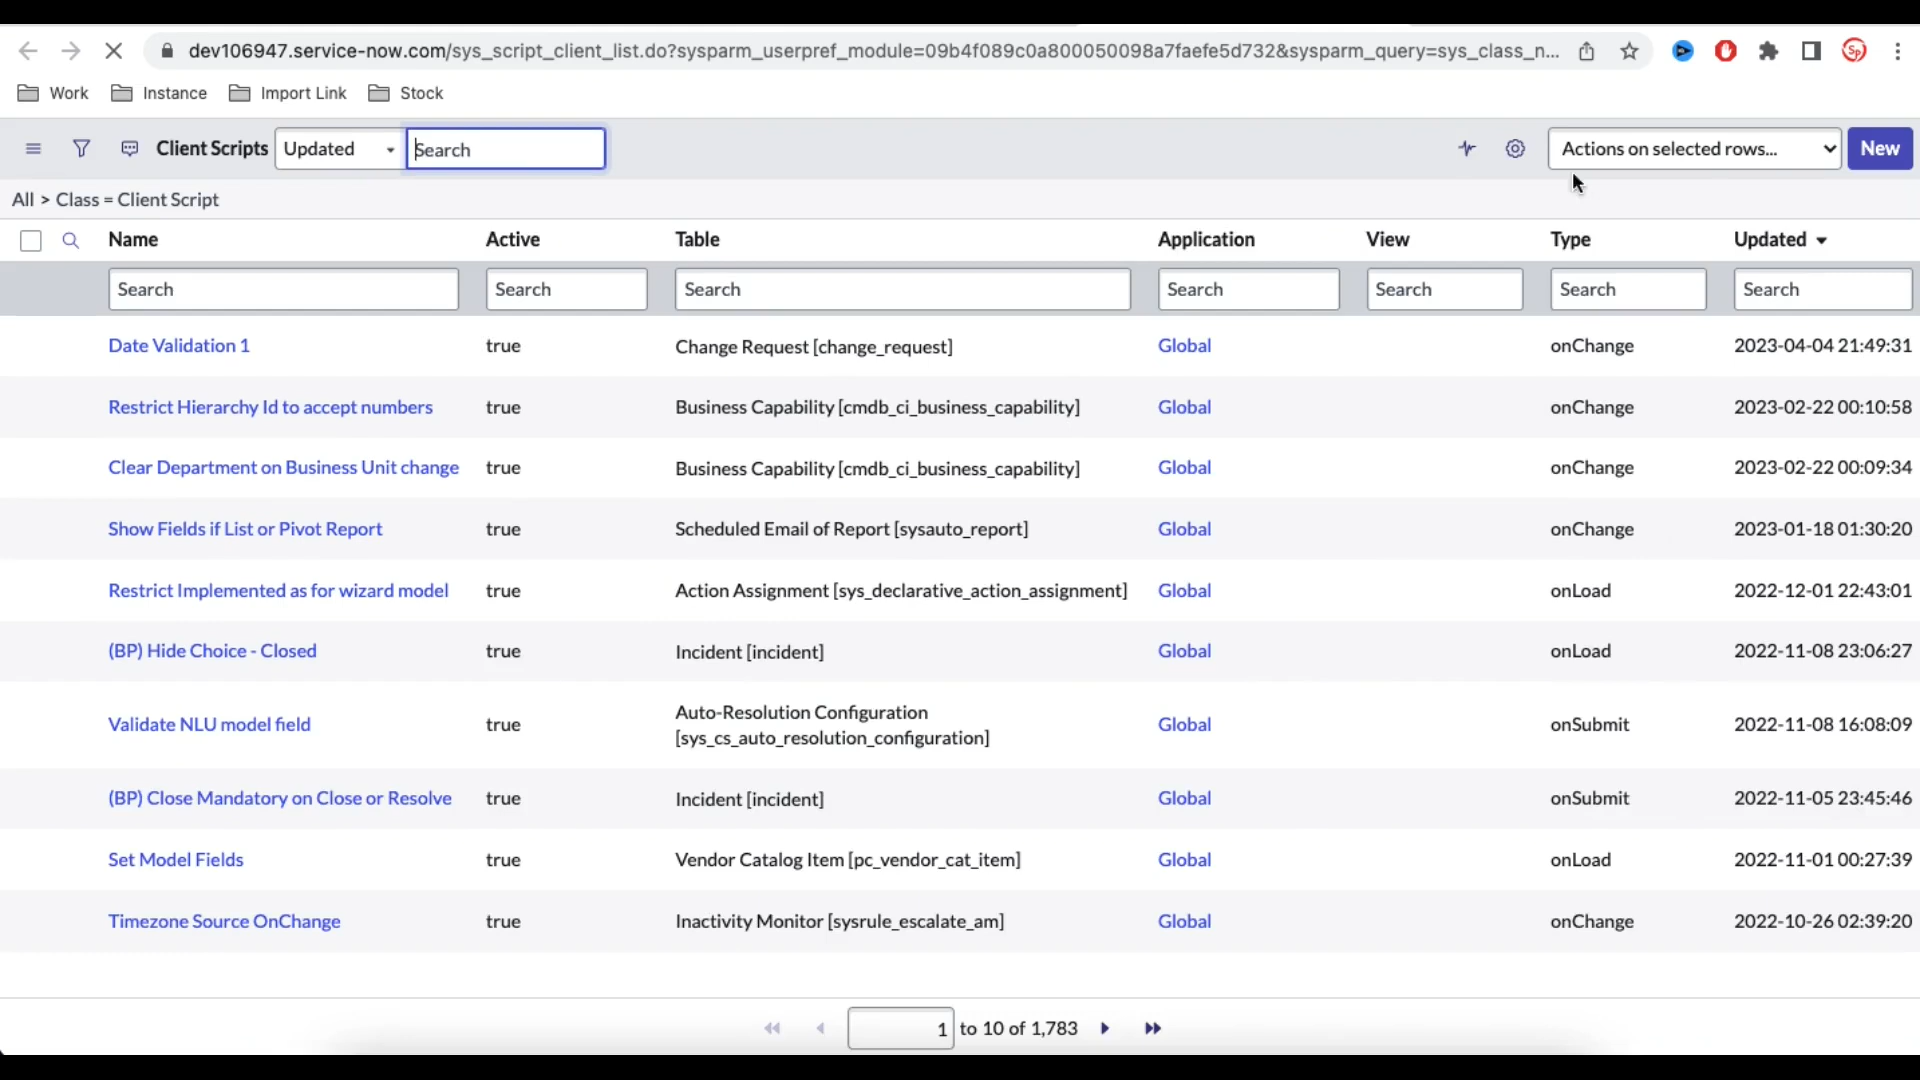 dev106947.service-now.com/sys_script_client_list.do?sysparm_userpref_module=09b4f089c0a800050098a7faefe5d732&sysparm_query=sys_class_n...
Work Instance Import Link Stock
Client Scripts Updated Search Actions on selected rows... New
All > Class = Client Script
Name Active Table Application View Type Updated
Search Search Search Search Search Search Search
Date Validation 1 true Change Request [change_request] Global onChange 2023-04-04 21:49:31
Restrict Hierarchy Id to accept numbers true Business Capability [cmdb_ci_business_capability] Global onChange 2023-02-22 00:10:58
Clear Department on Business Unit change true Business Capability [cmdb_ci_business_capability] Global onChange 2023-02-22 00:09:34
Show Fields if List or Pivot Report true Scheduled Email of Report [sysauto_report] Global onChange 2023-01-18 01:30:20
Restrict Implemented as for wizard model true Action Assignment [sys_declarative_action_assignment] Global onLoad 2022-12-01 22:43:01
(BP) Hide Choice - Closed true Incident [incident] Global onLoad 2022-11-08 23:06:27
Validate NLU model field true Auto-Resolution Configuration
[sys_cs_auto_resolution_configuration] Global onSubmit 2022-11-08 16:08:09
(BP) Close Mandatory on Close or Resolve true Incident [incident] Global onSubmit 2022-11-05 23:45:46
Set Model Fields true Vendor Catalog Item [pc_vendor_cat_item] Global onLoad 2022-11-01 00:27:39
Timezone Source OnChange true Inactivity Monitor [sysrule_escalate_am] Global onChange 2022-10-26 02:39:20
1 to 10 of 1,783